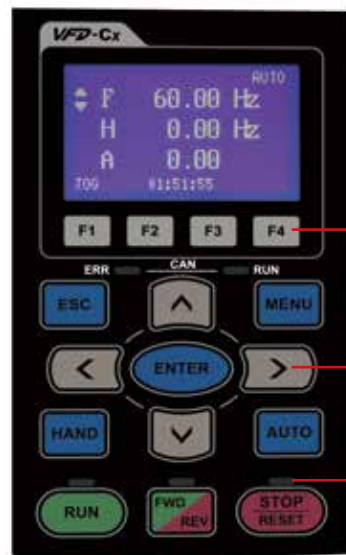 VFD-Cx
AUTO
F 60.00 Hz
H 0.00 Hz
A 0.00
JOG 01:51:55
F1 F2 F3 F4
ERR CAN RUN
ESC MENU
ENTER
HAND AUTO
RUN FWD REV STOP
RESET